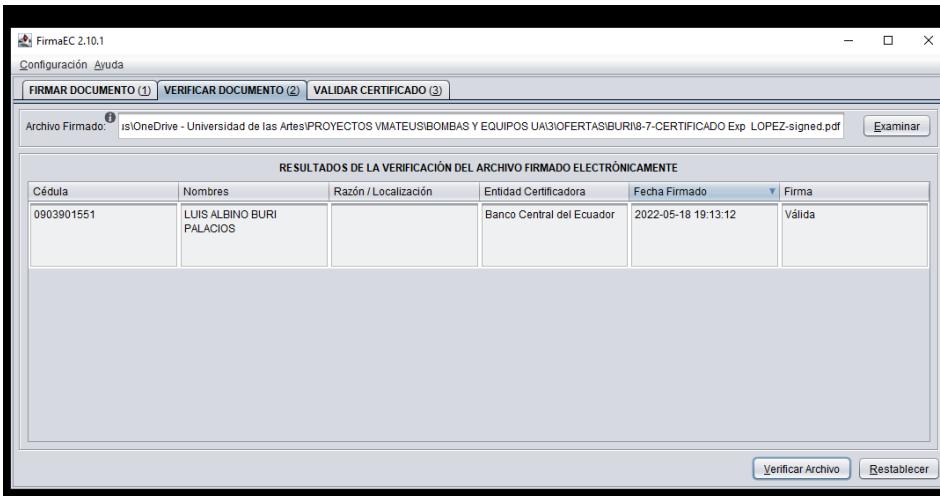 FirmaEC 2.10.1
Configuración Ayuda
FIRMAR DOCUMENTO (1) VERIFICAR DOCUMENTO (2) VALIDAR CERTIFICADO (3)
Archivo Firmado: ıs\OneDrive - Universidad de las Artes\PROYECTOS VMATEUS\BOMBAS Y EQUIPOS UA\3\OFERTAS\BURI\8-7-CERTIFICADO Exp LOPEZ-signed.pdf Examinar
RESULTADOS DE LA VERIFICACIÓN DEL ARCHIVO FIRMADO ELECTRÓNICAMENTE
Cédula Nombres Razón / Localización Entidad Certificadora Fecha Firmado Firma
0903901551 LUIS ALBINO BURI Banco Central del Ecuador 2022-05-18 19:13:12 Válida
PALACIOS
Verificar Archivo Restablecer